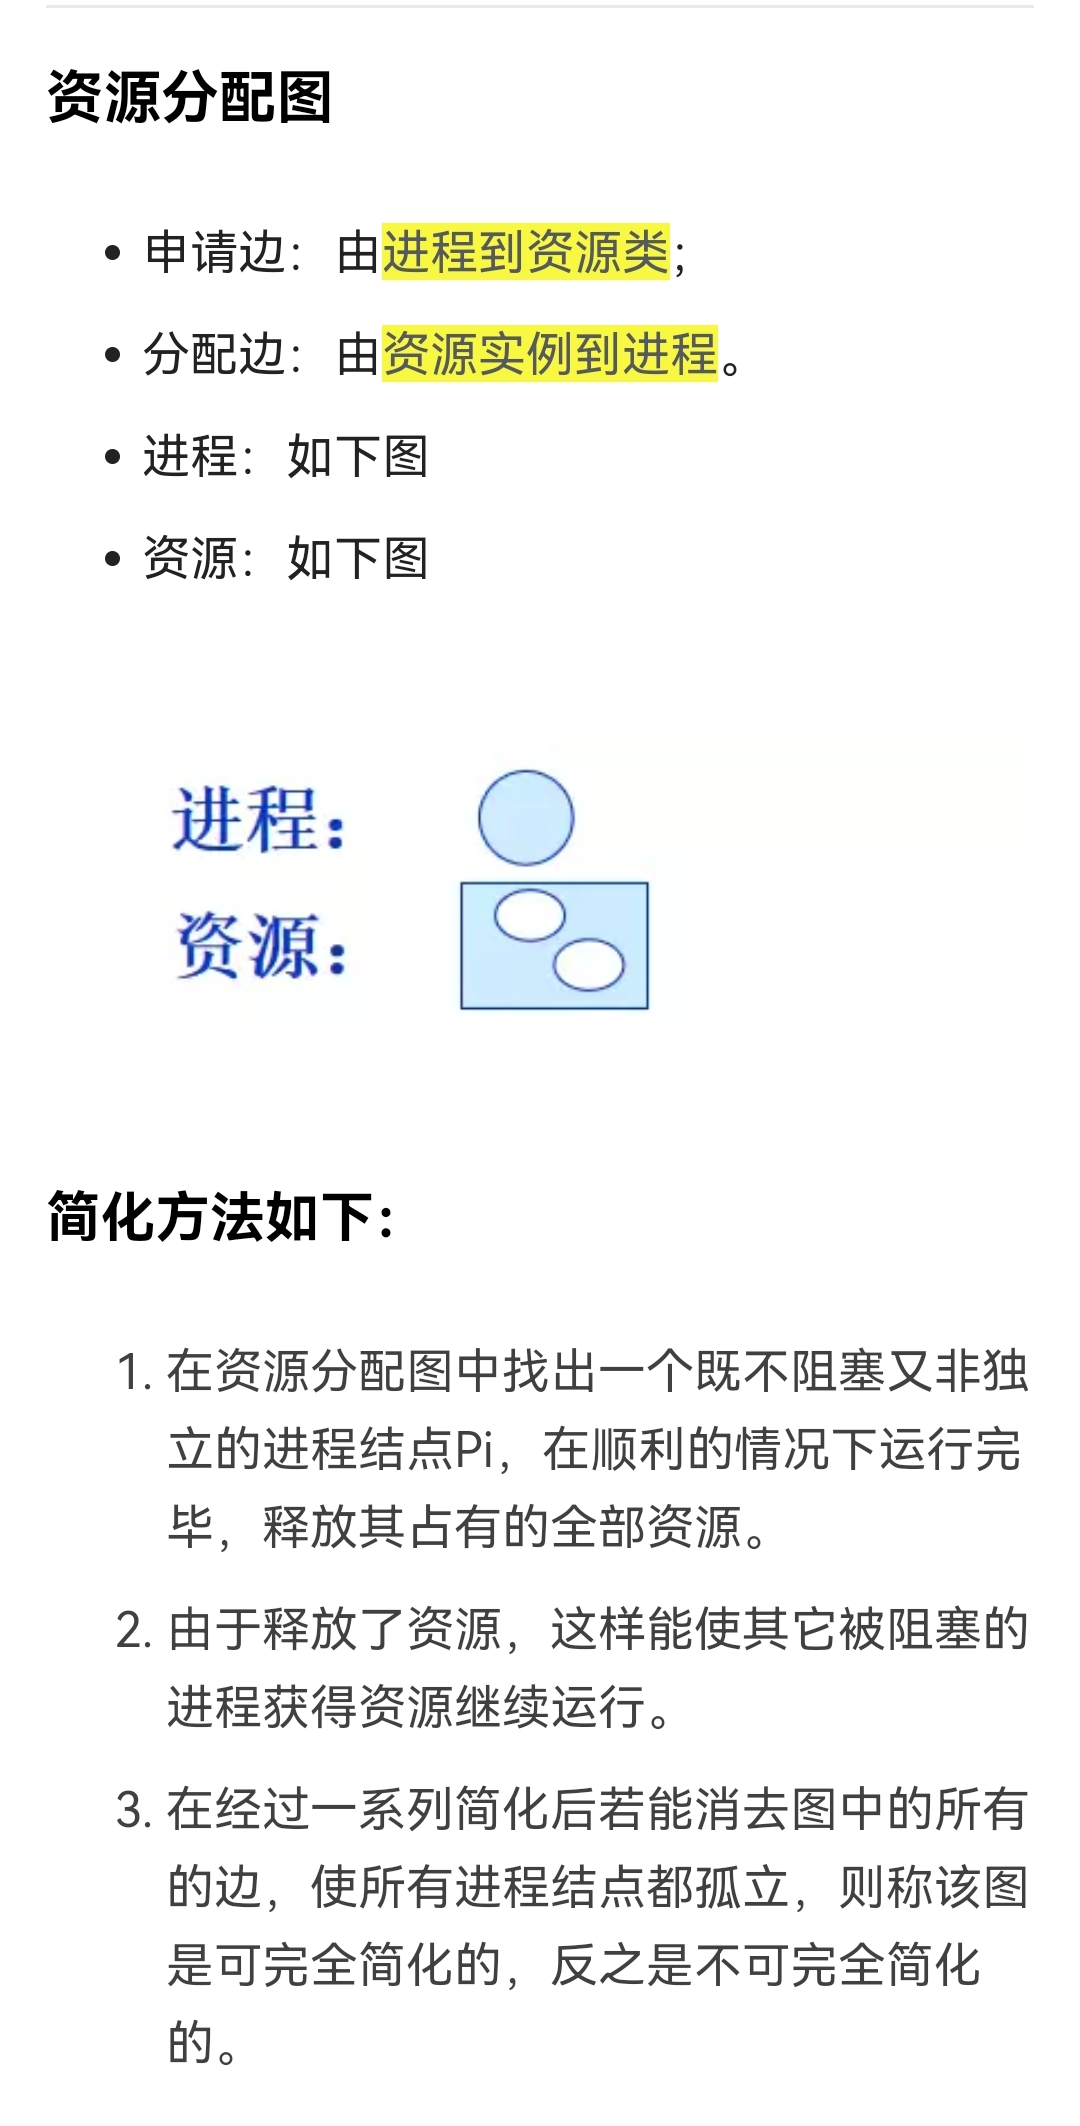 资源分配图
• 申请边：由进程到资源类；
• 分配边：由资源实例到进程。
• 进程：如下图
• 资源：如下图
进程：
资源：
简化方法如下：
1. 在资源分配图中找出一个既不阻塞又非独
立的进程结点Pi，在顺利的情况下运行完
毕，释放其占有的全部资源。
2. 由于释放了资源，这样能使其它被阻塞的
进程获得资源继续运行。
3. 在经过一系列简化后若能消去图中的所有
的边，使所有进程结点都孤立，则称该图
是可完全简化的，反之是不可完全简化
的。